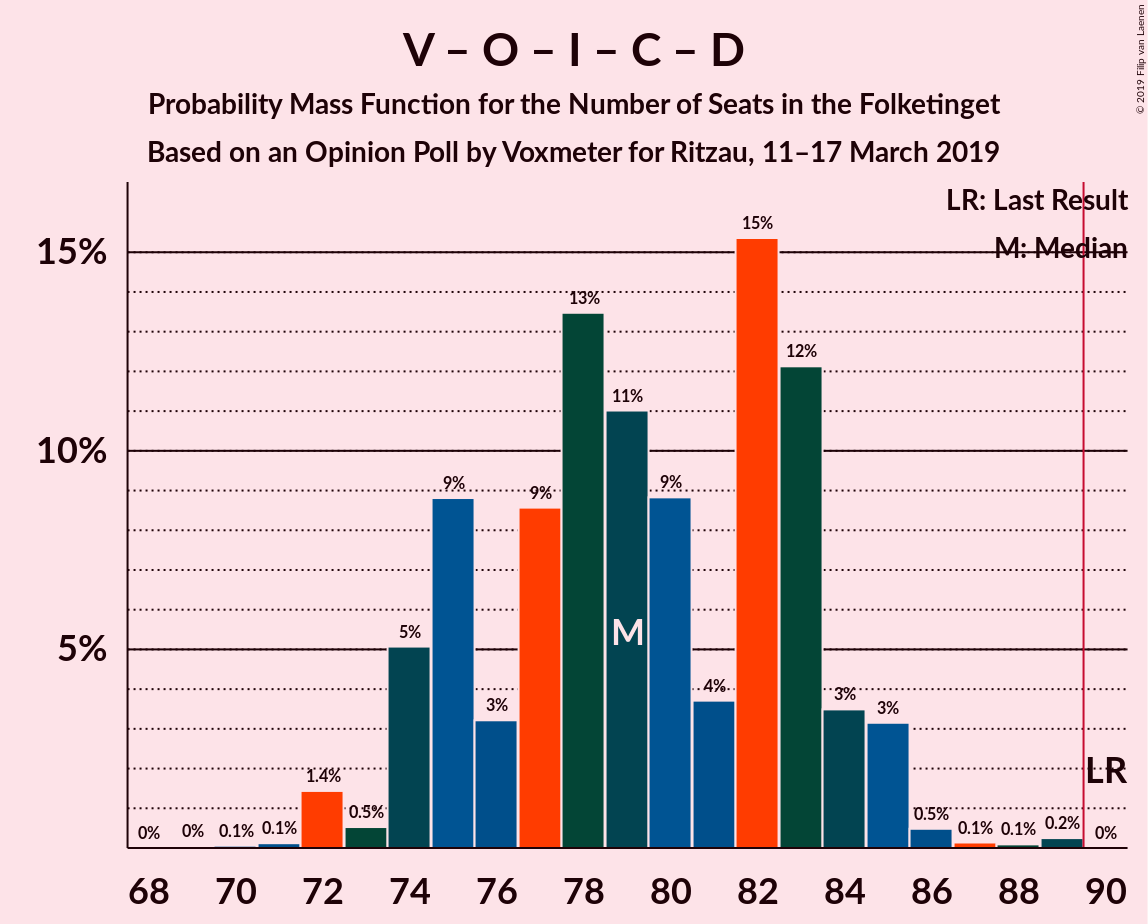 V – O – I – C – D
Probability Mass Function for the Number of Seats in the Folketinget
Based on an Opinion Poll by Voxmeter for Ritzau, 11–17 March 2019
© 2019 Filip van Laenen
LR: Last Result
M: Median
15%
10%
5%
0%
0%
0.1%
0.1%
1.4%
0.5%
5%
9%
3%
9%
13%
11%
9%
4%
15%
12%
3%
3%
0.5%
0.1%
0.1%
0.2%
0%
M
LR
68 70 72 74 76 78 80 82 84 86 88 90